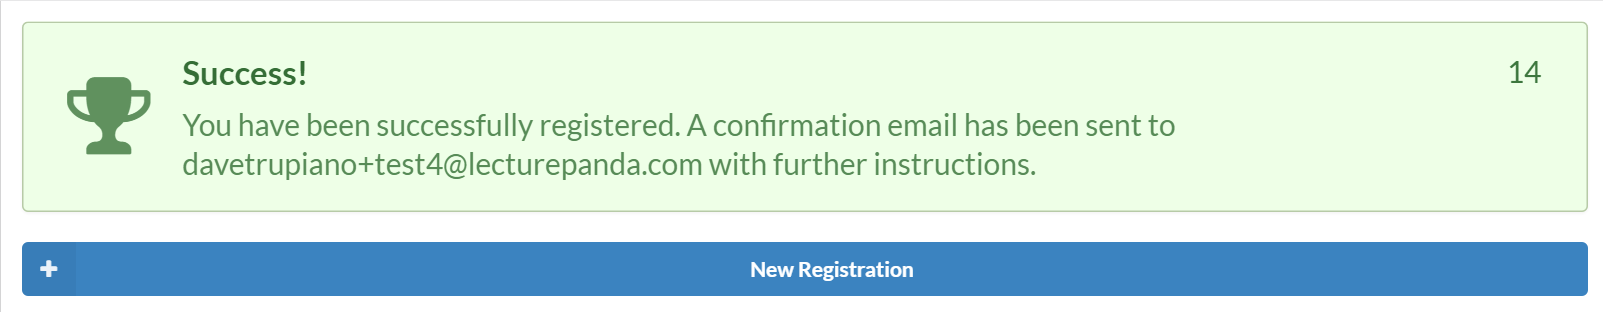 Success!
14
You have been successfully registered. A confirmation email has been sent to
davetrupiano+test4@lecturepanda.com with further instructions.
New Registration